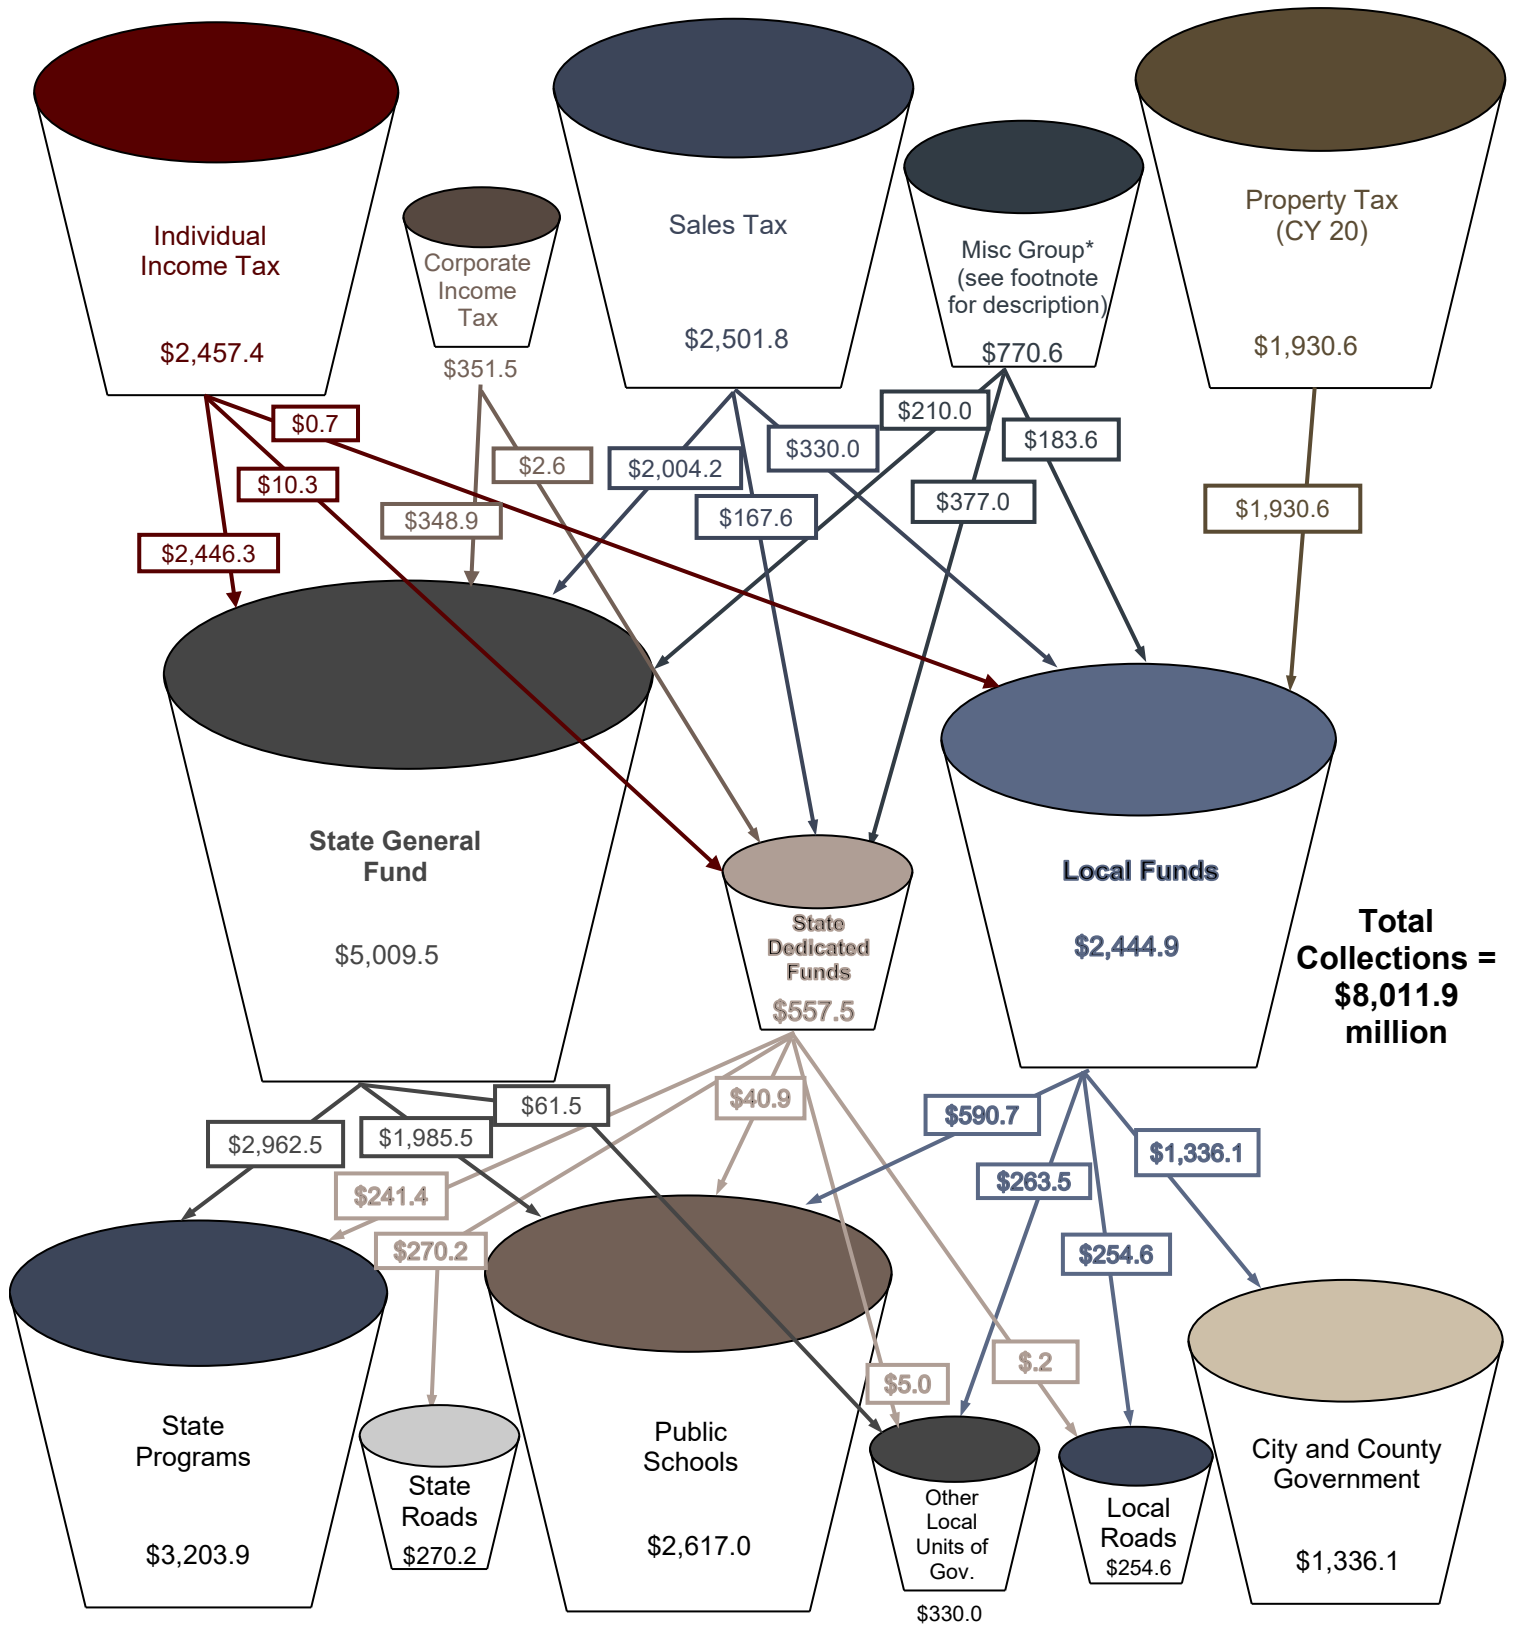 Individual
Income Tax
$2,457.4
Corporate
Income
Tax
$351.5
Sales Tax
$2,501.8
Misc Group*
(see footnote
for description)
$770.6
Property Tax
(CY 20)
$1,930.6
$0.7
$10.3
$2,446.3
$2.6
$348.9
$2,004.2
$167.6
$330.0
$210.0
$377.0
$183.6
$1,930.6
State General
Fund
$5,009.5
State
Dedicated
Funds
$557.5
Local Funds
$2,444.9
Total
Collections =
$8,011.9
million
$2,962.5
$1,985.5
$61.5
$241.4
$270.2
$40.9
$5.0
$.2
$590.7
$263.5
$254.6
$1,336.1
State
Programs
$3,203.9
State
Roads
$270.2
Public
Schools
$2,617.0
Other
Local
Units of
Gov.
$330.0
Local
Roads
$254.6
City and County
Government
$1,336.1